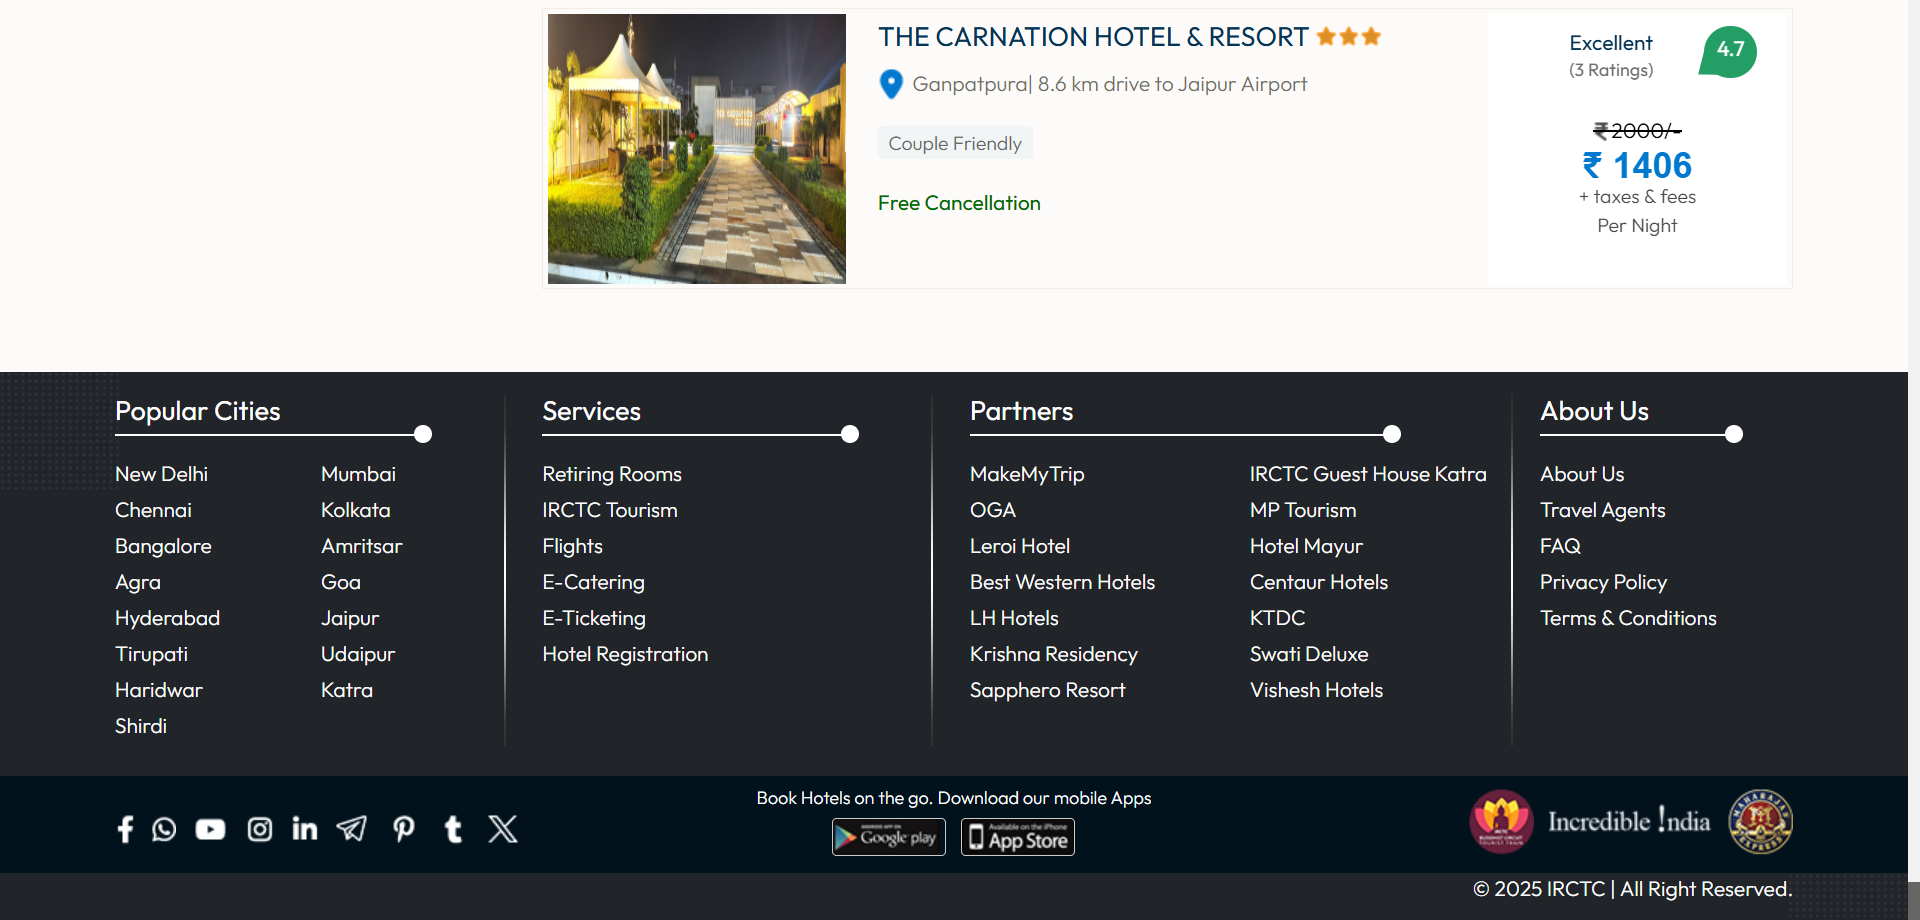 THE CARNATION HOTEL & RESORT
Ganpatpura| 8.6 km drive to Jaipur Airport
Couple Friendly
Free Cancellation
Excellent
(3 Ratings)
4.7
₹ 2000/-
₹ 1406
+ taxes & fees
Per Night
Popular Cities
New Delhi
Chennai
Bangalore
Agra
Hyderabad
Tirupati
Haridwar
Shirdi
Mumbai
Kolkata
Amritsar
Goa
Jaipur
Udaipur
Katra
Services
Retiring Rooms
IRCTC Tourism
Flights
E-Catering
E-Ticketing
Hotel Registration
Partners
MakeMyTrip
OGA
Leroi Hotel
Best Western Hotels
LH Hotels
Krishna Residency
Sapphero Resort
IRCTC Guest House Katra
MP Tourism
Hotel Mayur
Centaur Hotels
KTDC
Swati Deluxe
Vishesh Hotels
About Us
About Us
Travel Agents
FAQ
Privacy Policy
Terms & Conditions
Book Hotels on the go. Download our mobile Apps
ANDROID APP ON
Google play
Available on the iPhone
App Store
Incredible !ndia
MAHARAJAS
EXPRESS
© 2025 IRCTC | All Right Reserved.